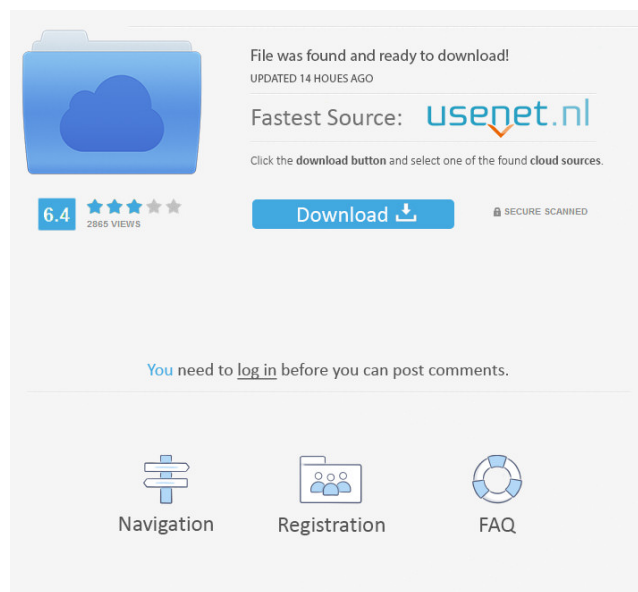 File was found and ready to download!
UPDATED 14 HOUES AGO
Fastest Source: usenet.nl
Click the download button and select one of the found cloud sources.
6.4
2865 VIEWS
Download
SECURE SCANNED
You need to log in before you can post comments.
Navigation
Registration
FAQ